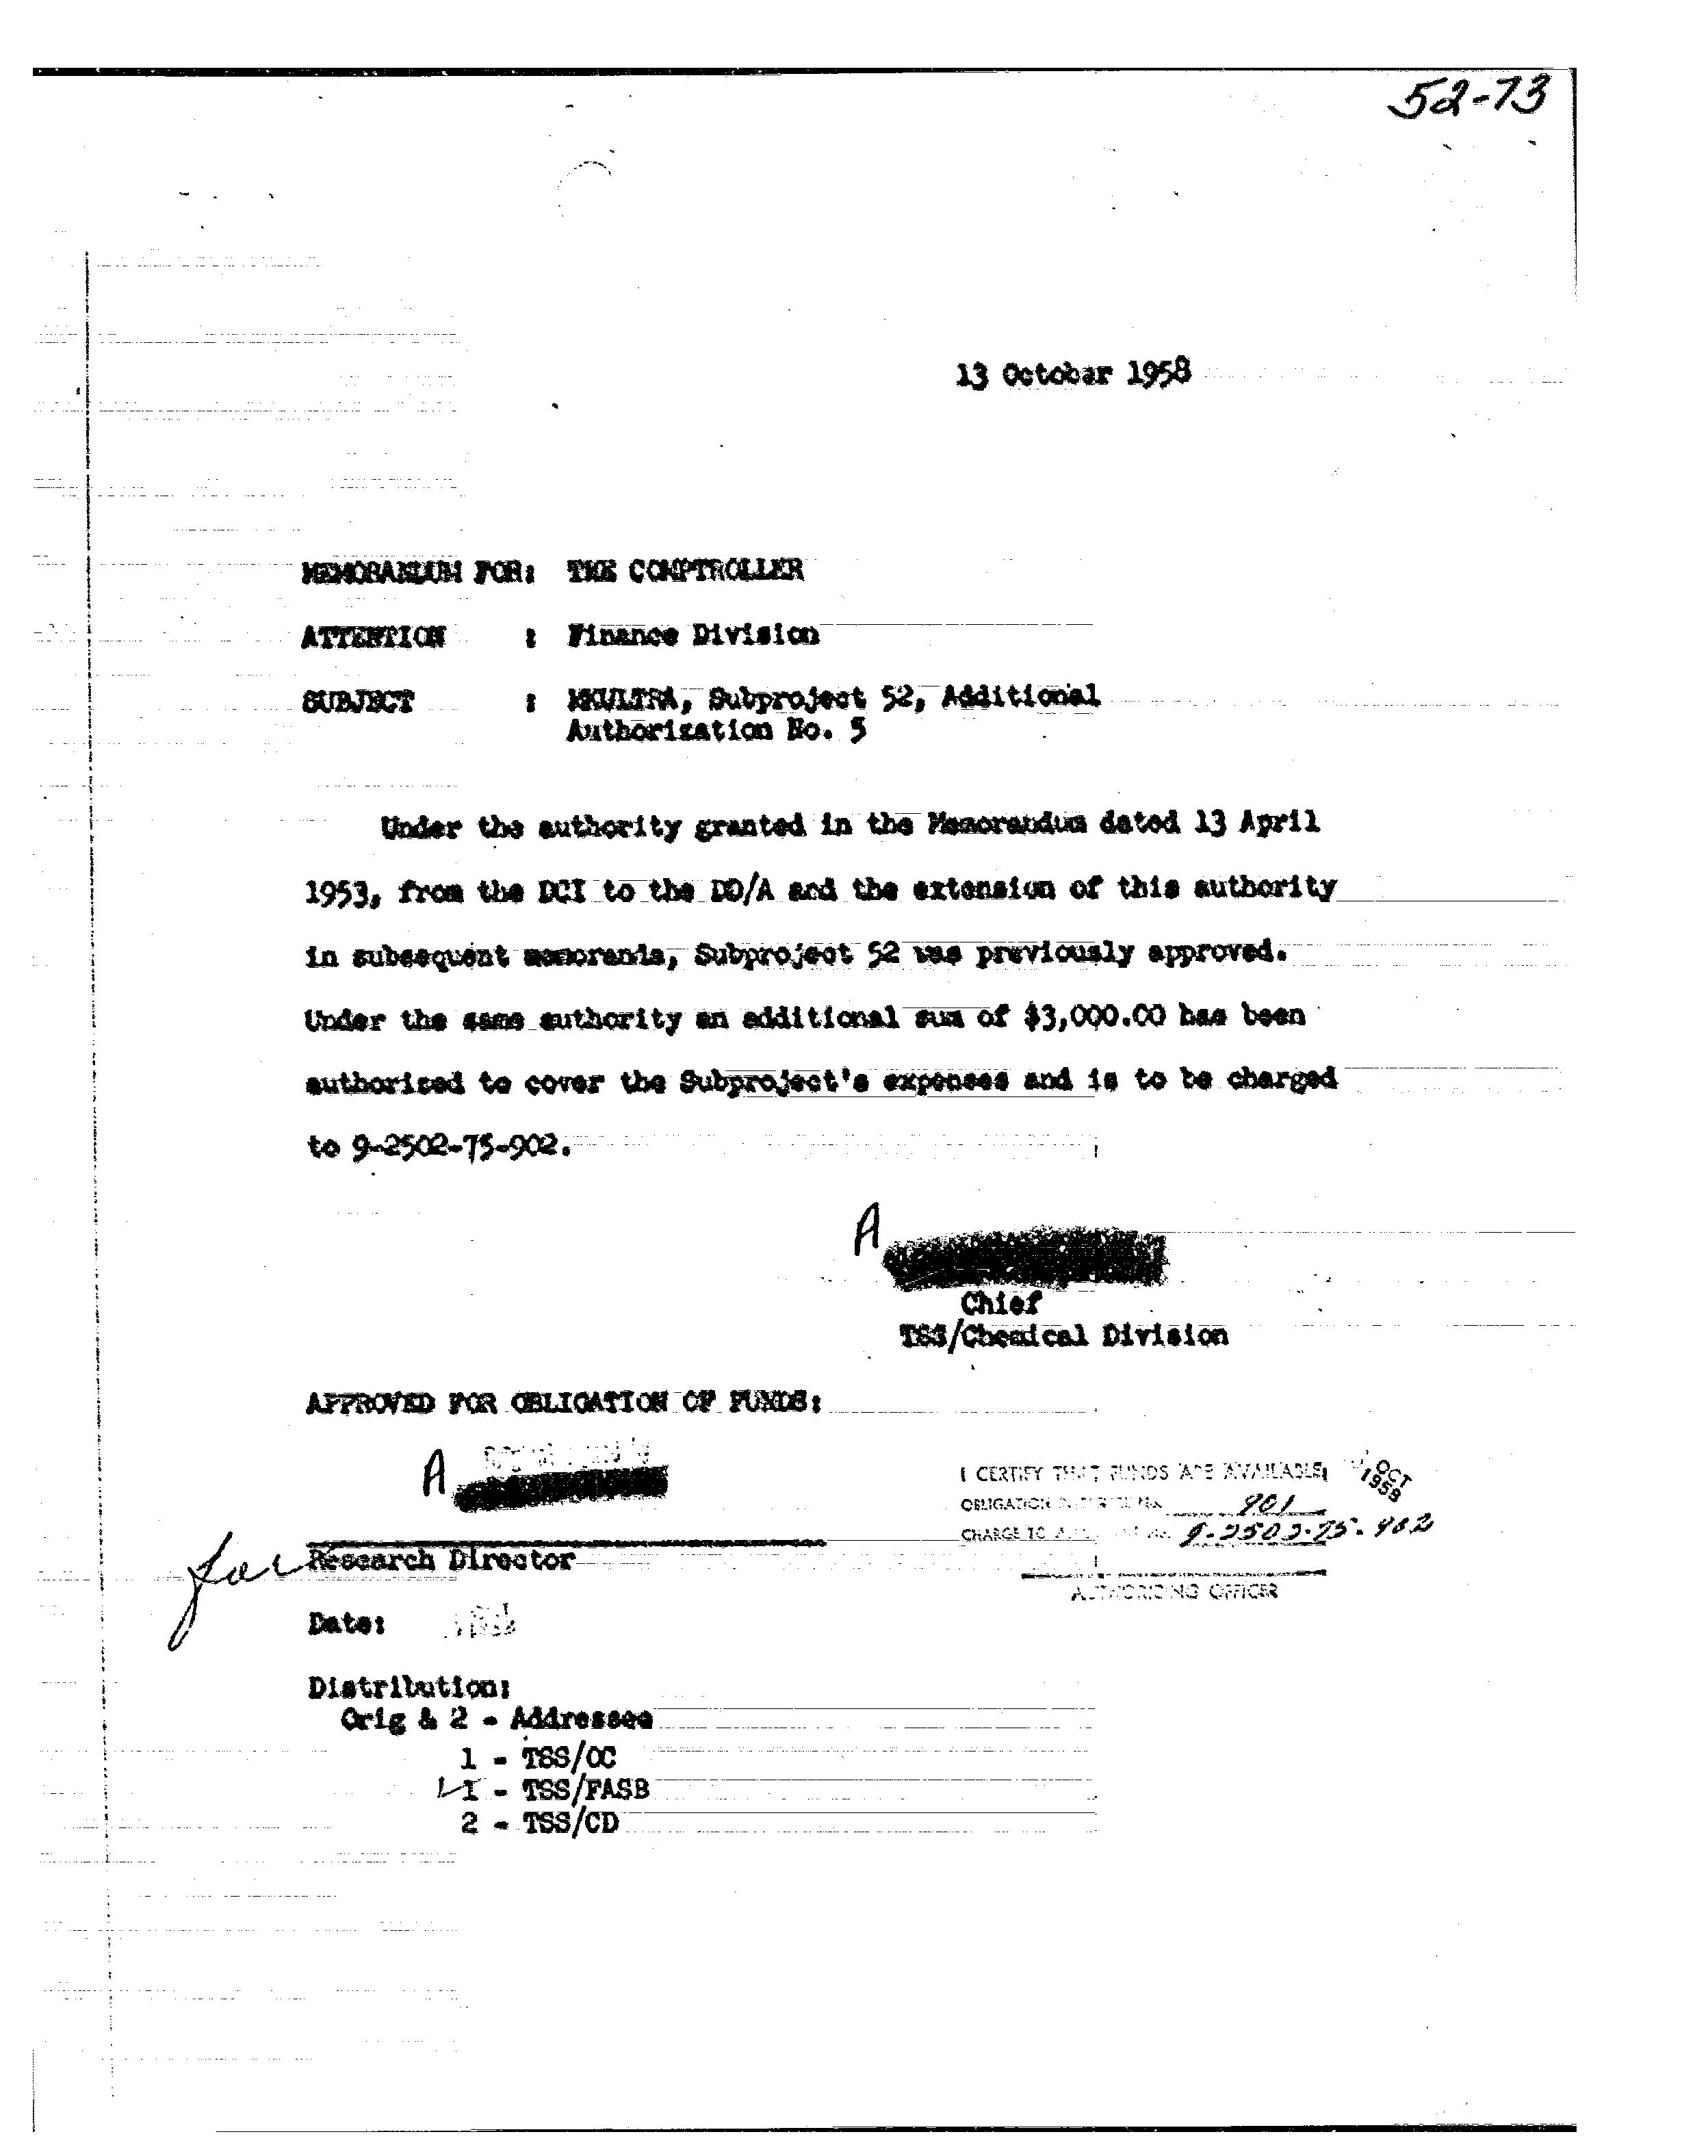 52-73
13 October 1958
MEMORANDUM FOR: THE COMPTROLLER
ATTENTION : Finance Division
SUBJECT : MKULTRA, Subproject 52, Additional
Authorization No. 5
Under the authority granted in the Memorandum dated 13 April
1953, from the DCI to the DD/A and the extension of this authority
in subsequent memoranda, Subproject 52 was previously approved.
Under the same authority an additional sum of $3,000.00 has been
authorized to cover the Subproject's expenses and is to be charged
to 9-2502-75-902.
A
Chief
TSS/Chemical Division
APPROVED FOR OBLIGATION OF FUNDS:
A
I CERTIFY THAT FUNDS ARE AVAILABLE
OCT
1958
OBLIGATION 901
CHARGE TO 9-2502-75-902
for Research Director
AUTHORIZING OFFICER
Date:
Distribution:
Orig & 2 - Addressee
1 - TSS/OC
1 - TSS/FASB
2 - TSS/CD